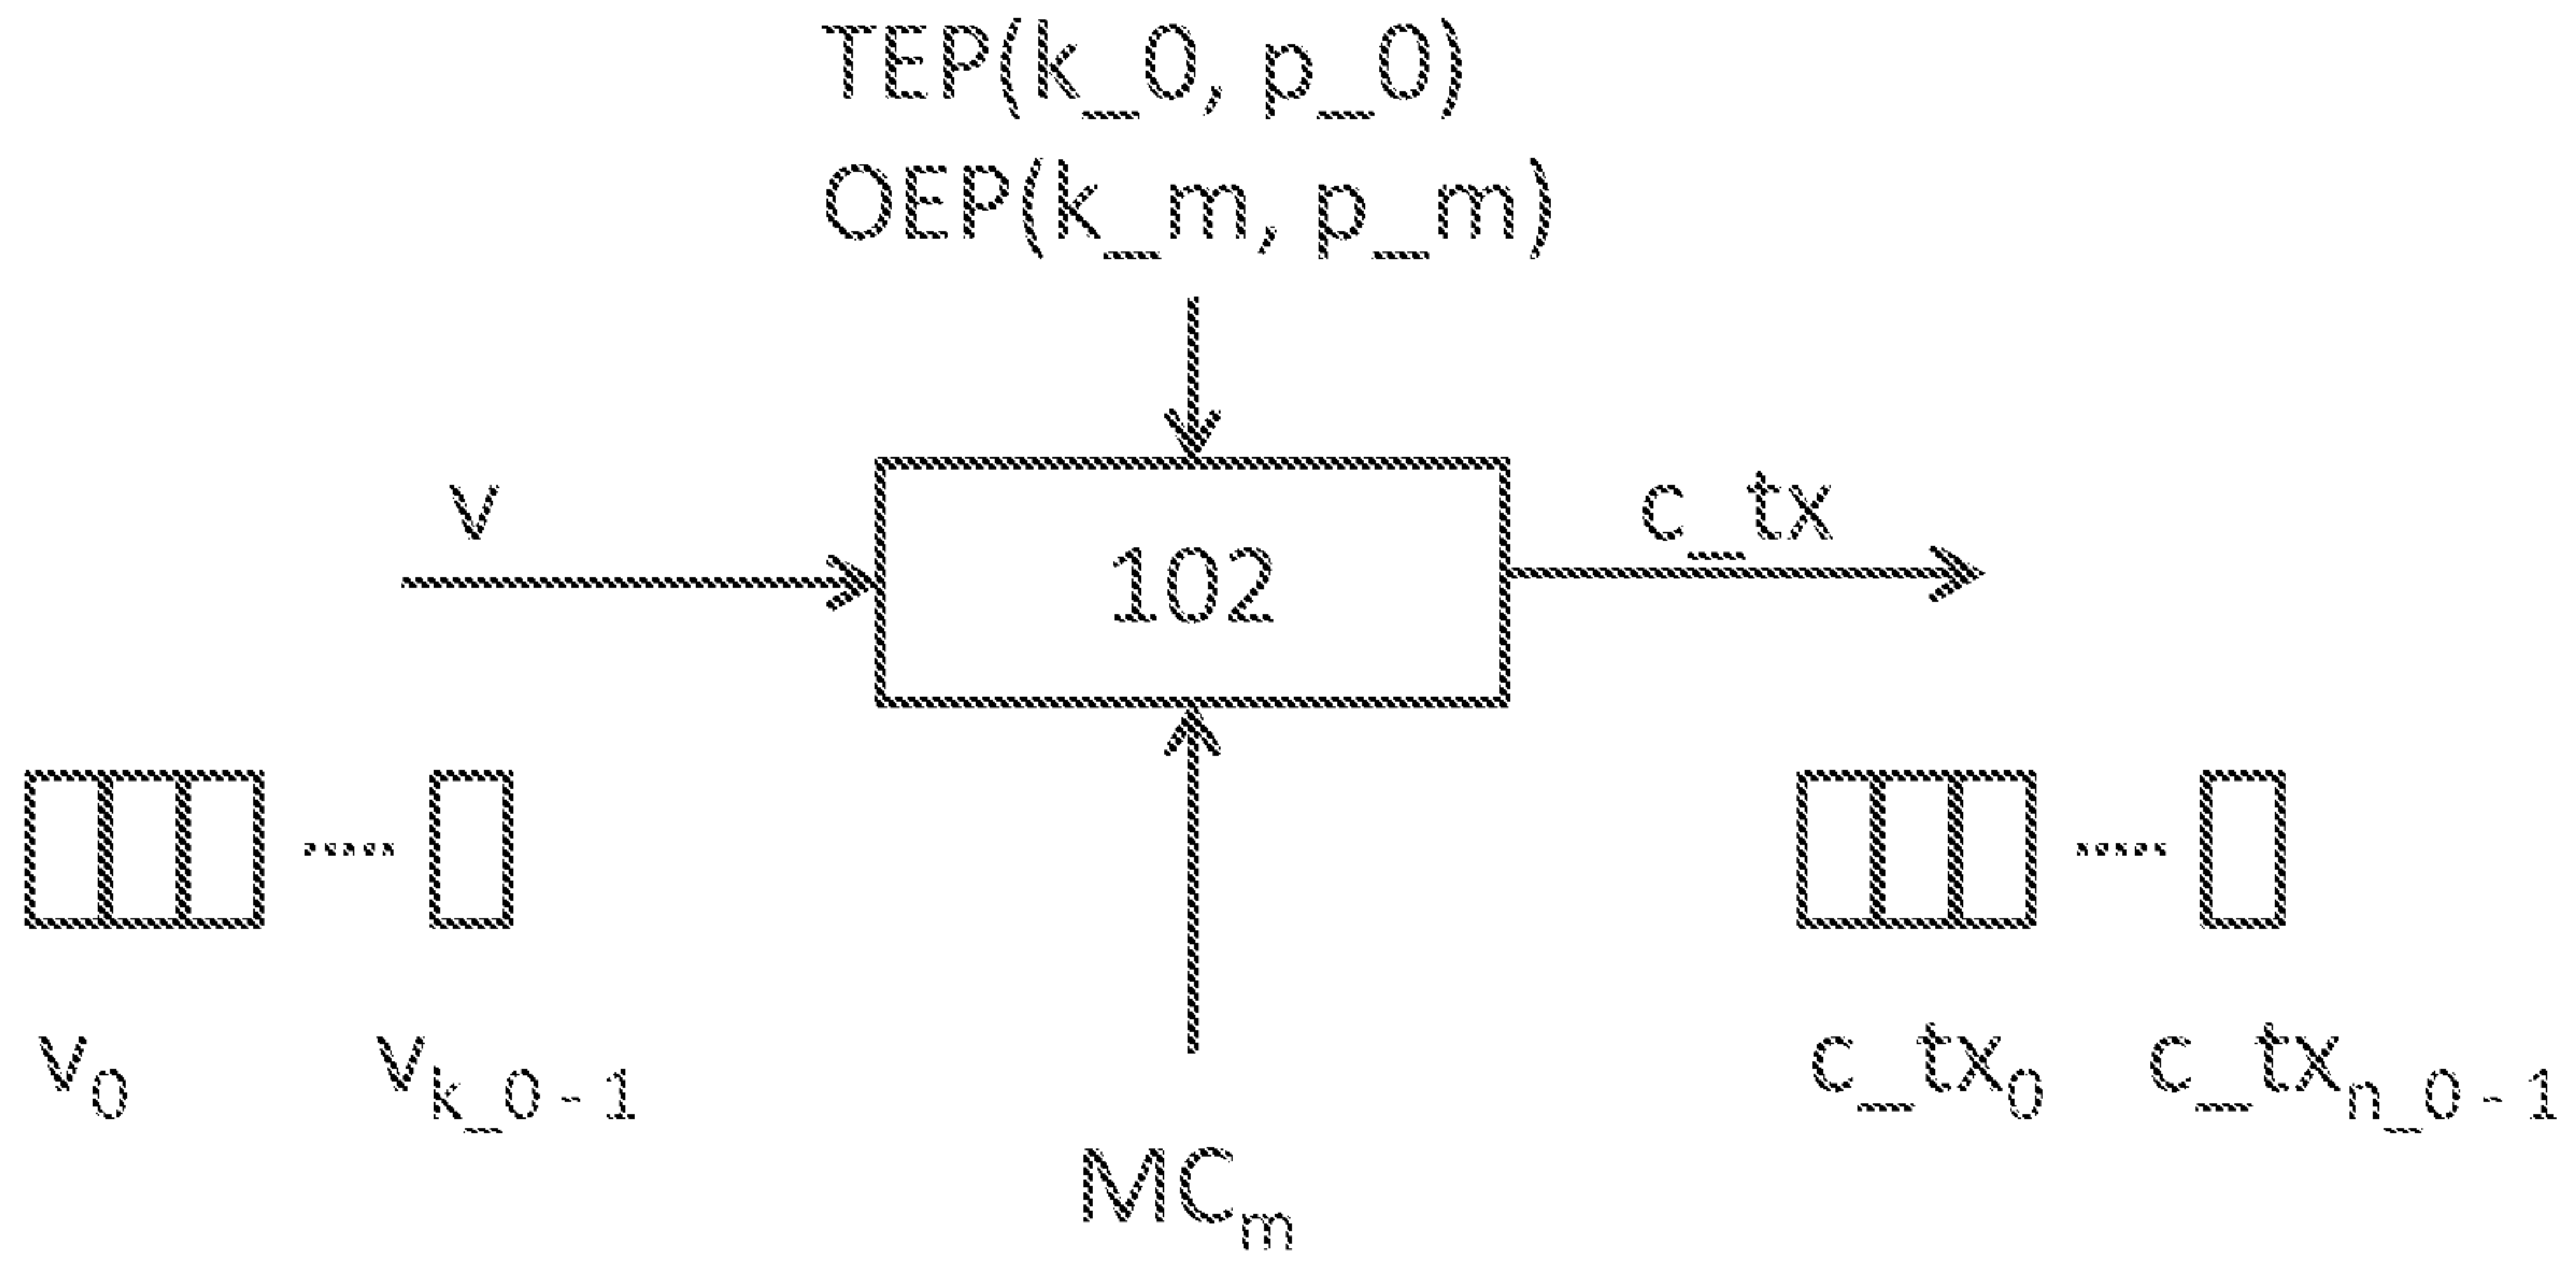 TEP(k_0, p_0)
OEP(k_m, p_m)
v
102
c_tx
v₀
vₖ_₀₋₁
c_tx₀
c_txₙ_₀₋₁
MCₘ